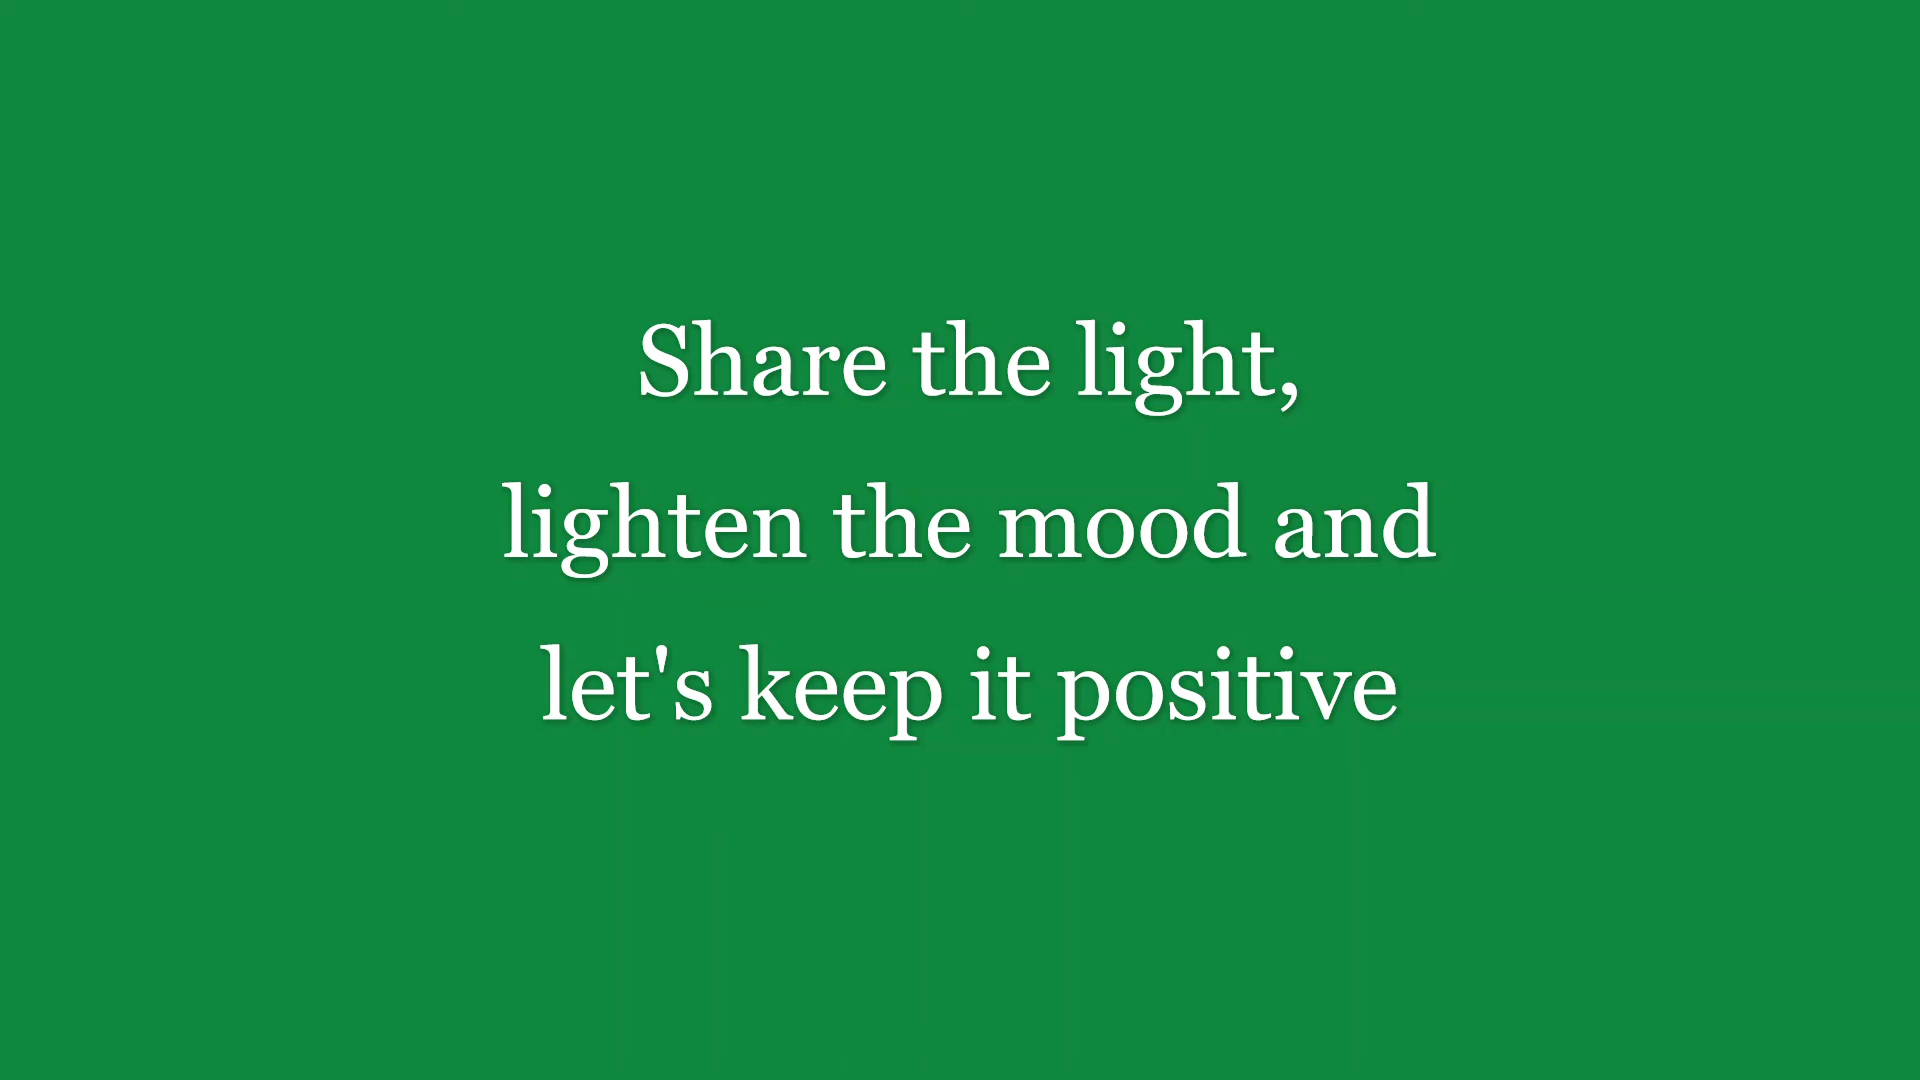 Share the light,
lighten the mood and
let's keep it positive